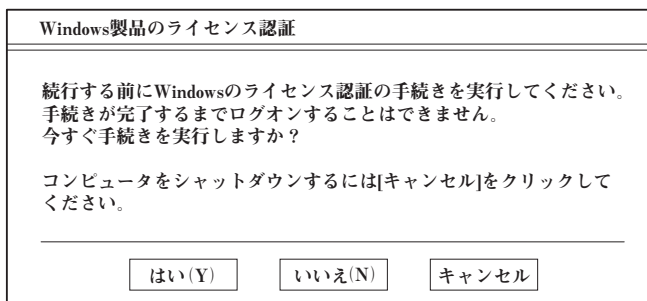 Windows製品のライセンス認証
続行する前にWindowsのライセンス認証の手続きを実行してください。
手続きが完了するまでログオンすることはできません。
今すぐ手続きを実行しますか？
コンピュータをシャットダウンするには[キャンセル]をクリックして
ください。
はい(Y) いいえ(N) キャンセル